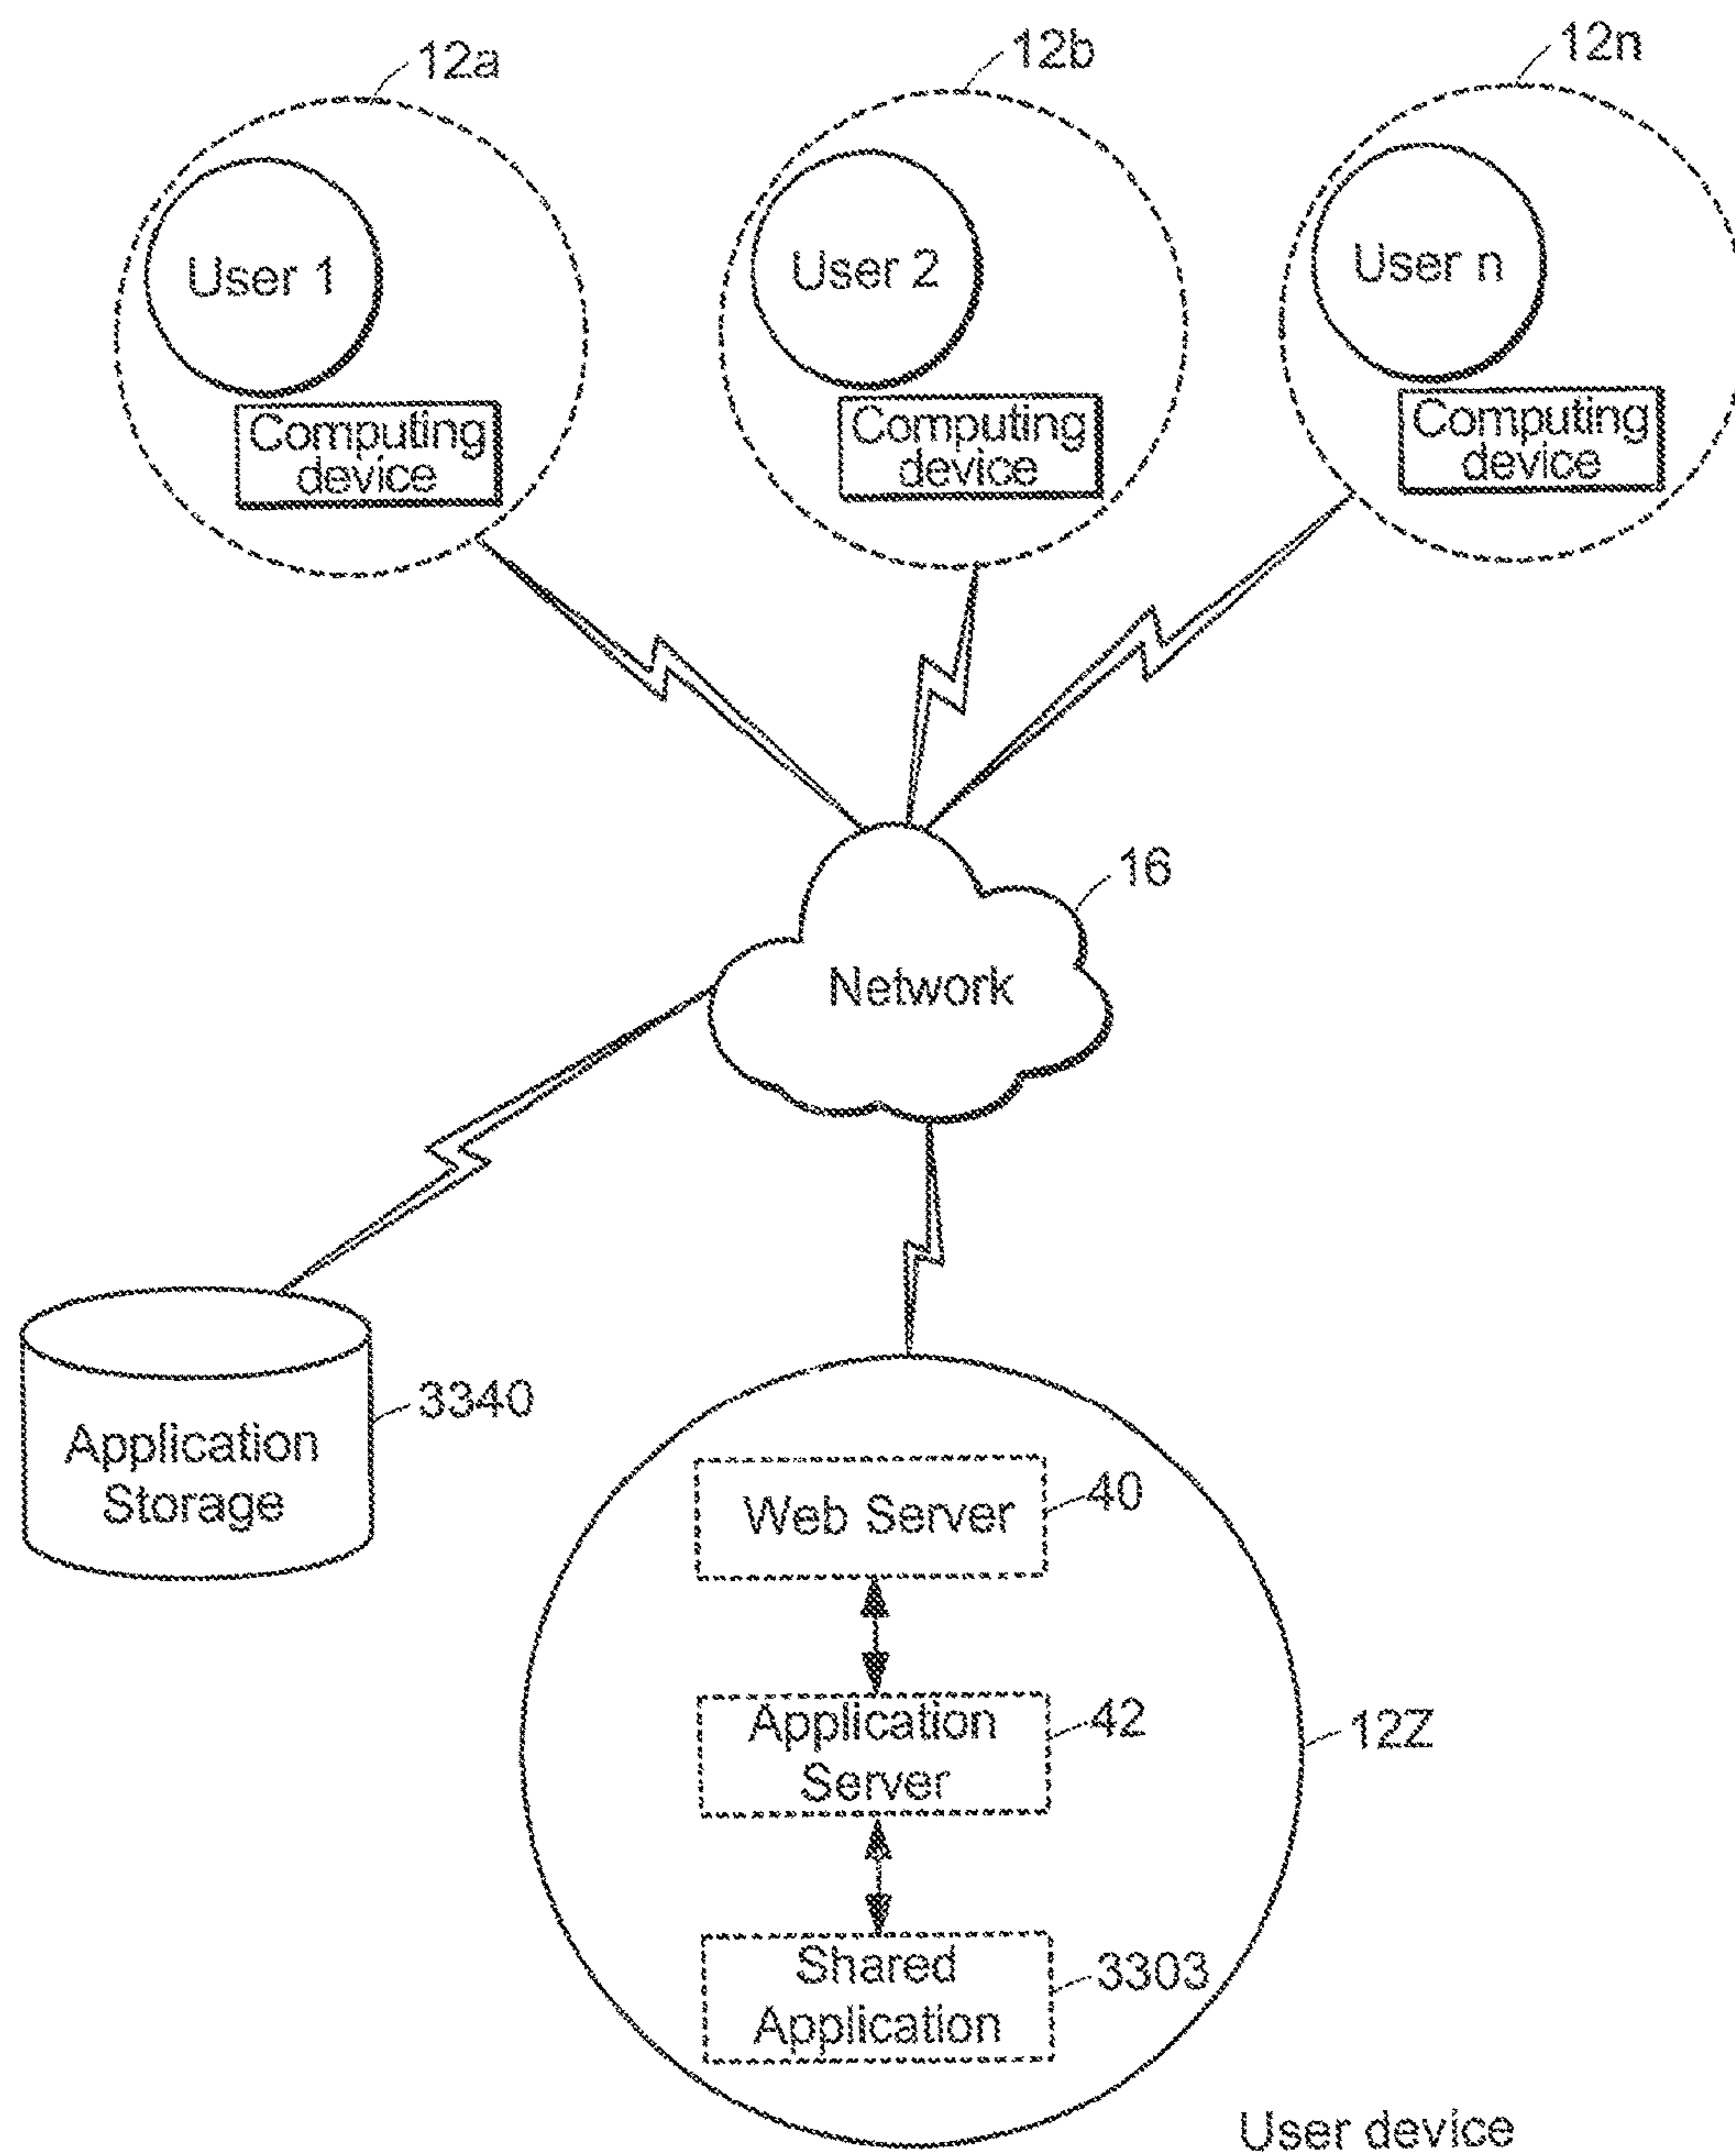 12a
12b
12n
User 1
User 2
User n
Computing
device
Computing
device
Computing
device
16
Network
3340
Application
Storage
Web Server
40
Application
Server
42
12Z
Shared
Application
3303
User device